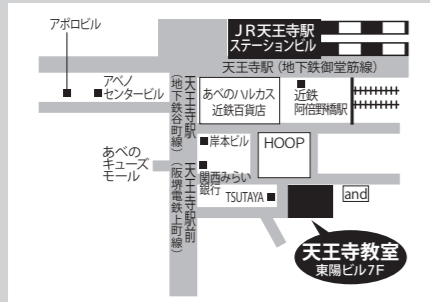 アポロビル
JR天王寺駅
ステーションビル
天王寺駅(地下鉄御堂筋線)
アベノ
センタービル
天王寺駅
(地下鉄谷町線)
あべのハルカス
近鉄百貨店
近鉄
阿倍野橋駅
岸本ビル
HOOP
あべの
キューズ
モール
天王寺駅前
(阪堺電鉄上町線)
関西みらい
銀行
TSUTAYA
and
天王寺教室
東陽ビル7F